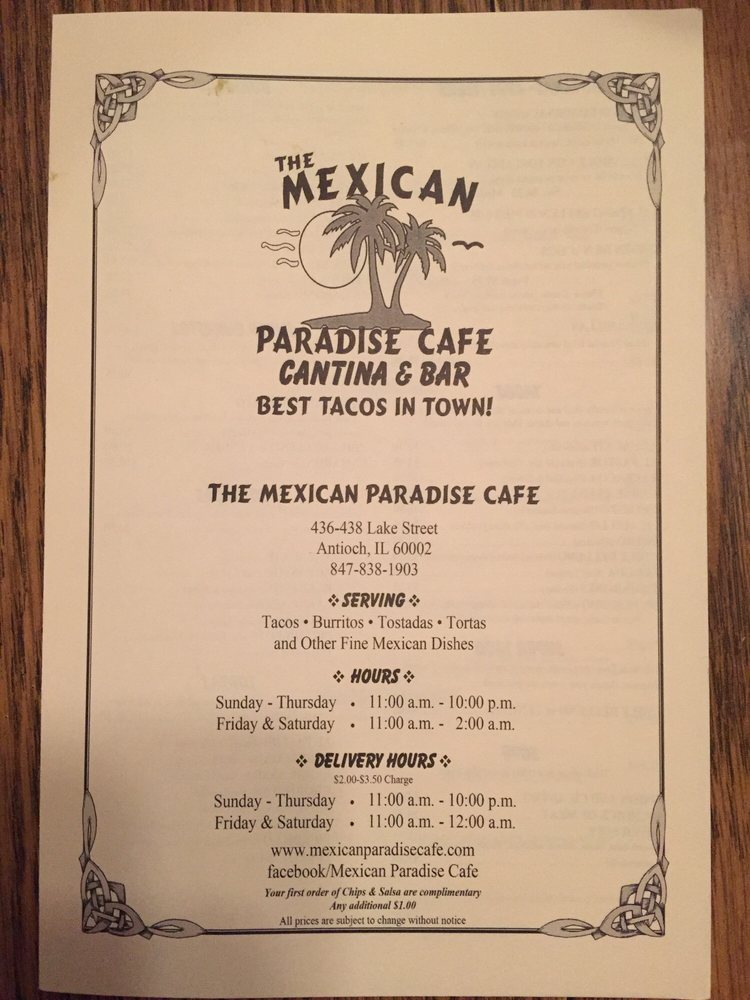 THE
MEXICAN
PARADISE CAFE
CANTINA & BAR
BEST TACOS IN TOWN!
THE MEXICAN PARADISE CAFE
436-438 Lake Street
Antioch, IL 60002
847-838-1903
❖ SERVING ❖
Tacos • Burritos • Tostadas • Tortas
and Other Fine Mexican Dishes
❖ HOURS ❖
Sunday - Thursday • 11:00 a.m. - 10:00 p.m.
Friday & Saturday • 11:00 a.m. - 2:00 a.m.
❖ DELIVERY HOURS ❖
$2.00-$3.50 Charge
Sunday - Thursday • 11:00 a.m. - 10:00 p.m.
Friday & Saturday • 11:00 a.m. - 12:00 a.m.
www.mexicanparadisecafe.com
facebook/Mexican Paradise Cafe
Your first order of Chips & Salsa are complimentary
Any additional $1.00
All prices are subject to change without notice